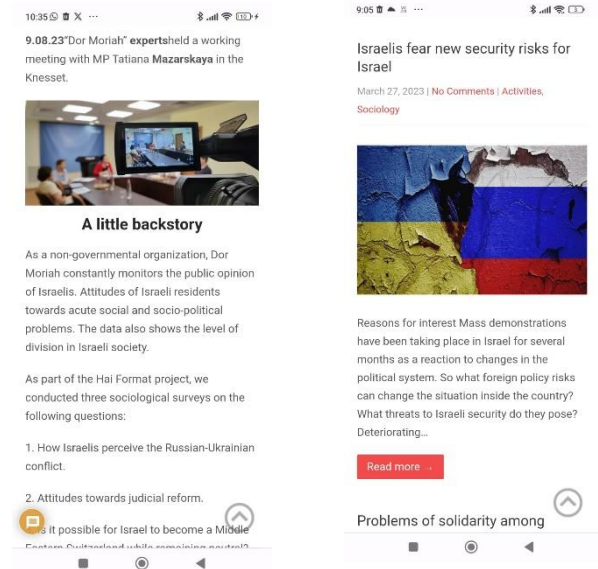 10:35
9.08.23"Dor Moriah" expertsheld a working
meeting with MP Tatiana Mazarskaya in the
Knesset.
A little backstory
As a non-governmental organization, Dor
Moriah constantly monitors the public opinion
of Israelis. Attitudes of Israeli residents
towards acute social and socio-political
problems. The data also shows the level of
division in Israeli society.
As part of the Hai Format project, we
conducted three sociological surveys on the
following questions:
1. How Israelis perceive the Russian-Ukrainian
conflict.
2. Attitudes towards judicial reform.
is it possible for Israel to become a Middle
Eastern Switzerland while remaining neutral?
9:05
Israelis fear new security risks for
Israel
March 27, 2023 | No Comments | Activities,
Sociology
Reasons for interest Mass demonstrations
have been taking place in Israel for several
months as a reaction to changes in the
political system. So what foreign policy risks
can change the situation inside the country?
What threats to Israeli security do they pose?
Deteriorating...
Read more →
Problems of solidarity among